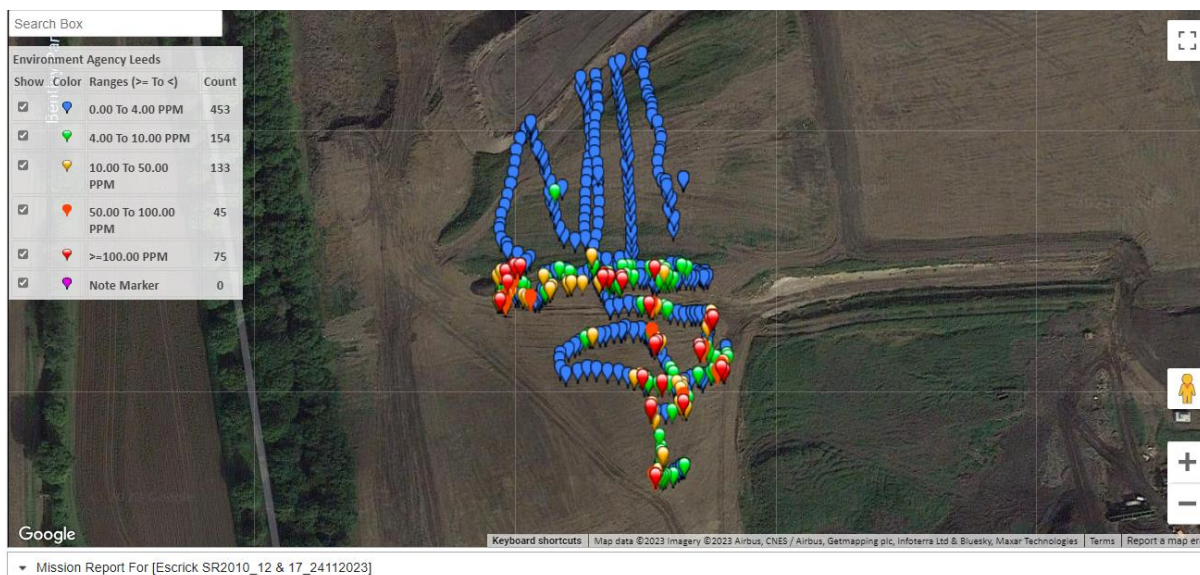 Search Box
Environment Agency Leeds
Show Color Ranges (>= To <) Count
0.00 To 4.00 PPM 453
4.00 To 10.00 PPM 154
10.00 To 50.00
PPM
133
50.00 To 100.00
PPM
45
>=100.00 PPM 75
Note Marker 0
Google
Keyboard shortcuts Map data ©2023 Imagery ©2023 Airbus, CNES / Airbus, Getmapping plc, Infoterra Ltd & Bluesky, Maxar Technologies Terms Report a map er
Mission Report For [Escrick SR2010_12 & 17_24112023]